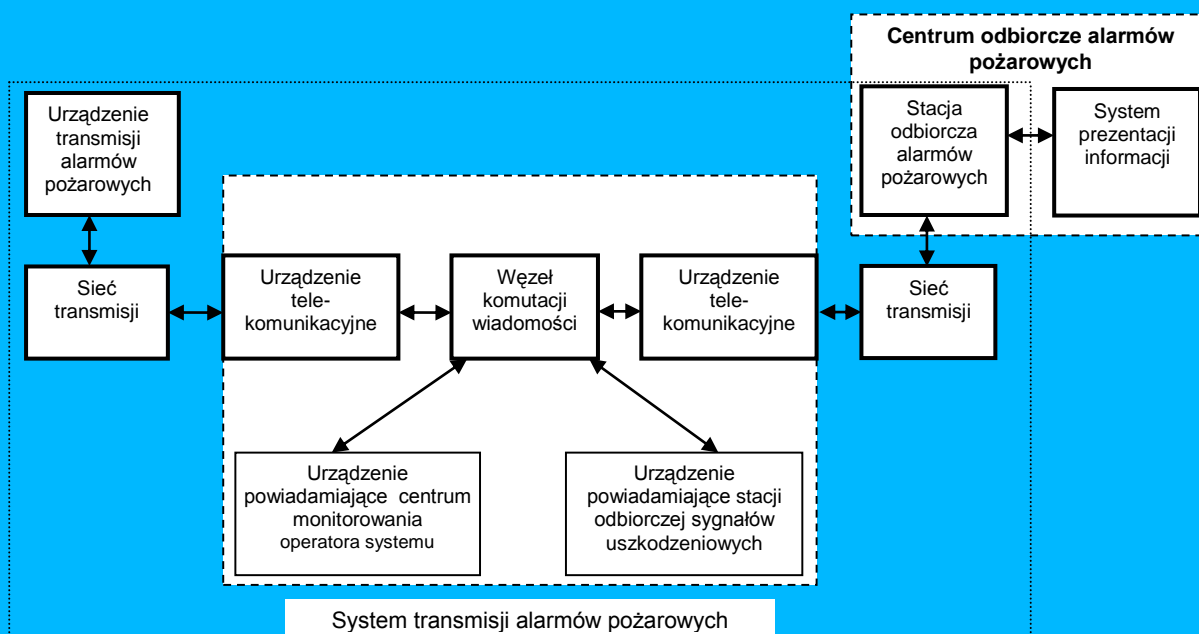 Centrum odbiorcze alarmów
pożarowych
Urządzenie
transmisji
alarmów
pożarowych
Stacja
odbiorcza
alarmów
pożarowych
System
prezentacji
informacji
Sieć
transmisji
Urządzenie
tele-
komunikacyjne
Węzeł
komutacji
wiadomości
Urządzenie
tele-
komunikacyjne
Sieć
transmisji
Urządzenie
powiadamiające centrum
monitorowania
operatora systemu
Urządzenie
powiadamiające stacji
odbiorczej sygnałów
uszkodzeniowych
System transmisji alarmów pożarowych